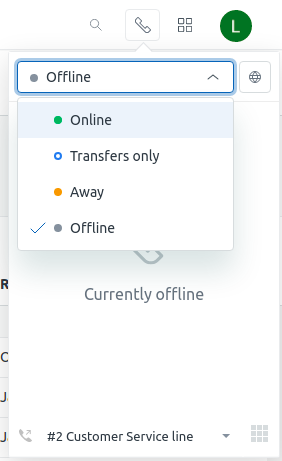 L
Offline
Online
Transfers only
Away
Offline
Currently offline
#2 Customer Service line